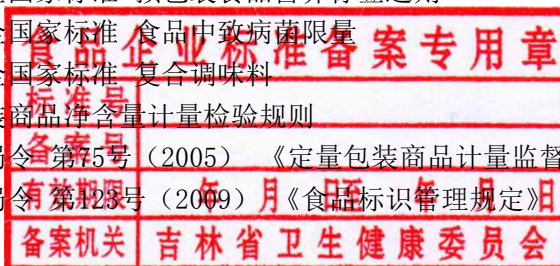 全国家标准 食品中致病菌限量
食品企业标准备案专用章
全国家标准 复合调味料
标准号
装商品净含量计量检验规则
备案号
局令 第75号（2005） 《定量包装商品计量监督
有效期限 年 月 日至 年 月 日
局令 第123号（2009）《食品标识管理规定》
备案机关 吉林省卫生健康委员会